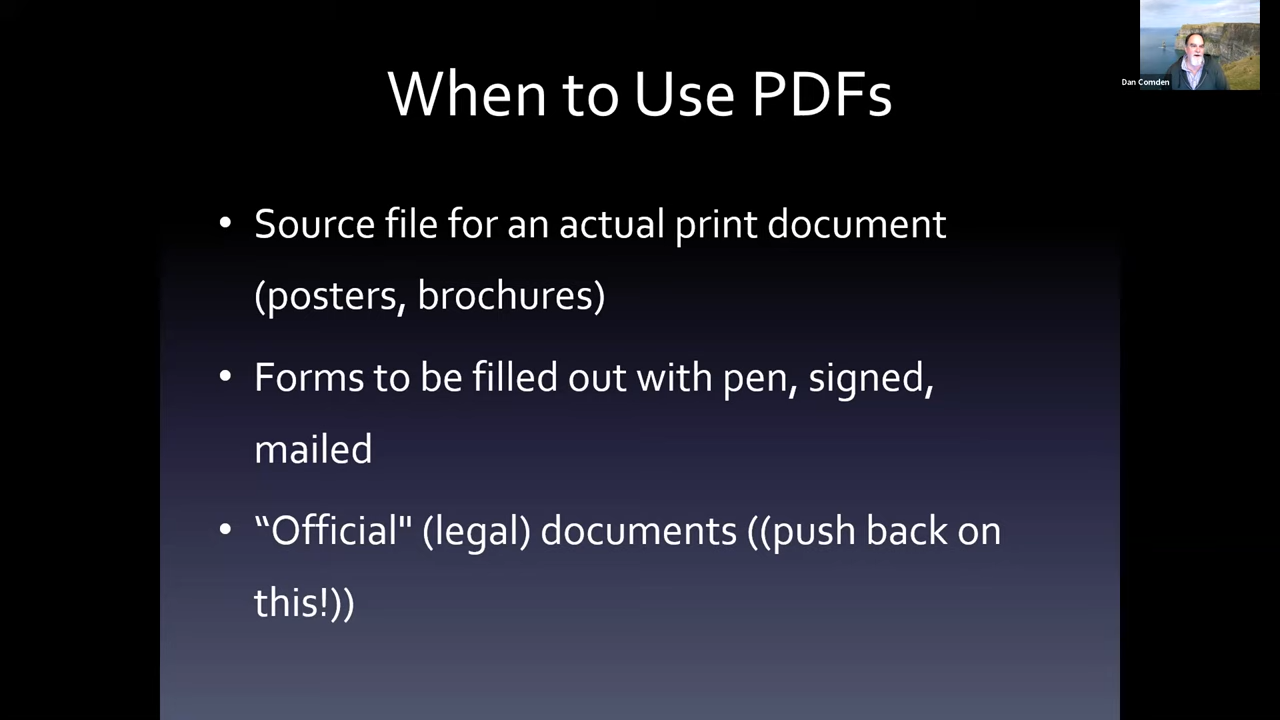 Dan Comden
When to Use PDFs
• Source file for an actual print document
(posters, brochures)
• Forms to be filled out with pen, signed,
mailed
• “Official" (legal) documents ((push back on
this!))